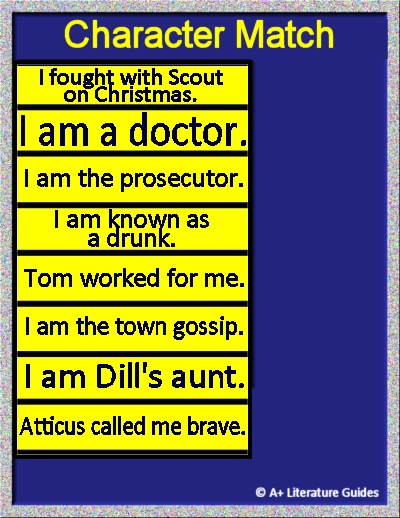 Character Match
I fought with Scout
on Christmas.
I am a doctor.
I am the prosecutor.
I am known as
a drunk.
Tom worked for me.
I am the town gossip.
I am Dill's aunt.
Atticus called me brave.
© A+ Literature Guides